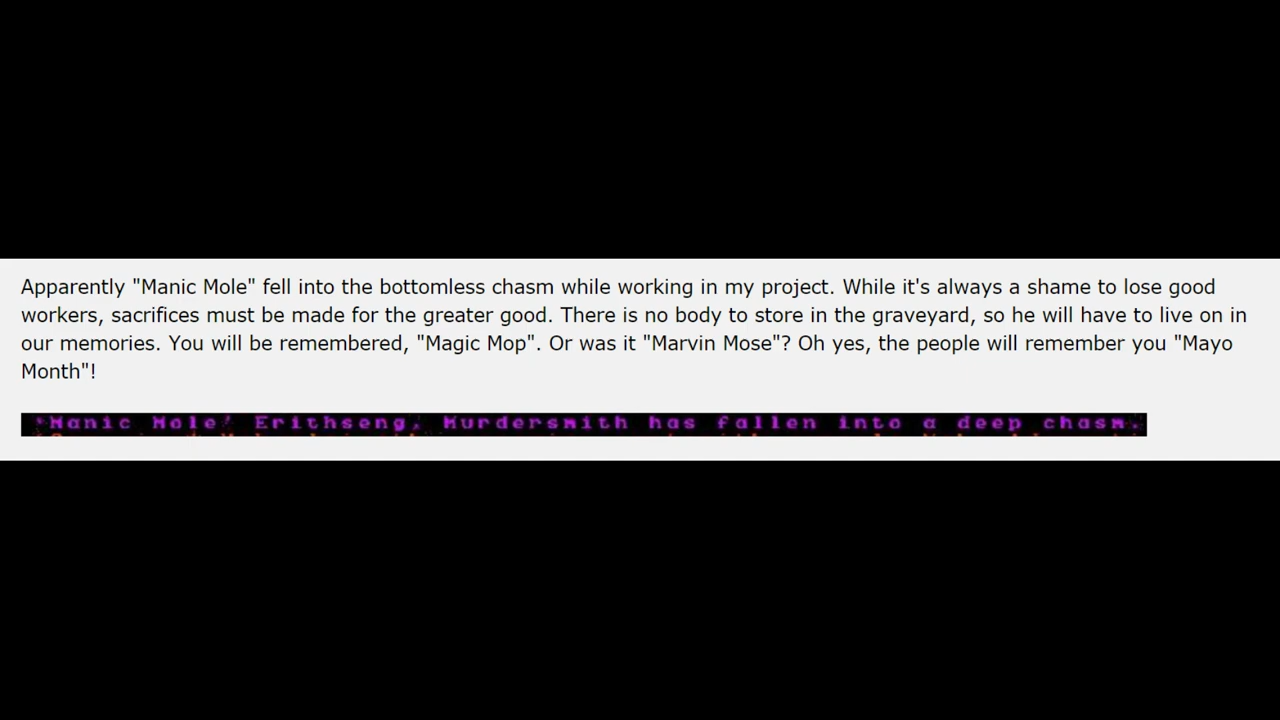 Apparently "Manic Mole" fell into the bottomless chasm while working in my project. While it's always a shame to lose good
workers, sacrifices must be made for the greater good. There is no body to store in the graveyard, so he will have to live on in
our memories. You will be remembered, "Magic Mop". Or was it "Marvin Mose"? Oh yes, the people will remember you "Mayo
Month"!
'Manic Mole' Erithseng, Murdersmith has fallen into a deep chasm.